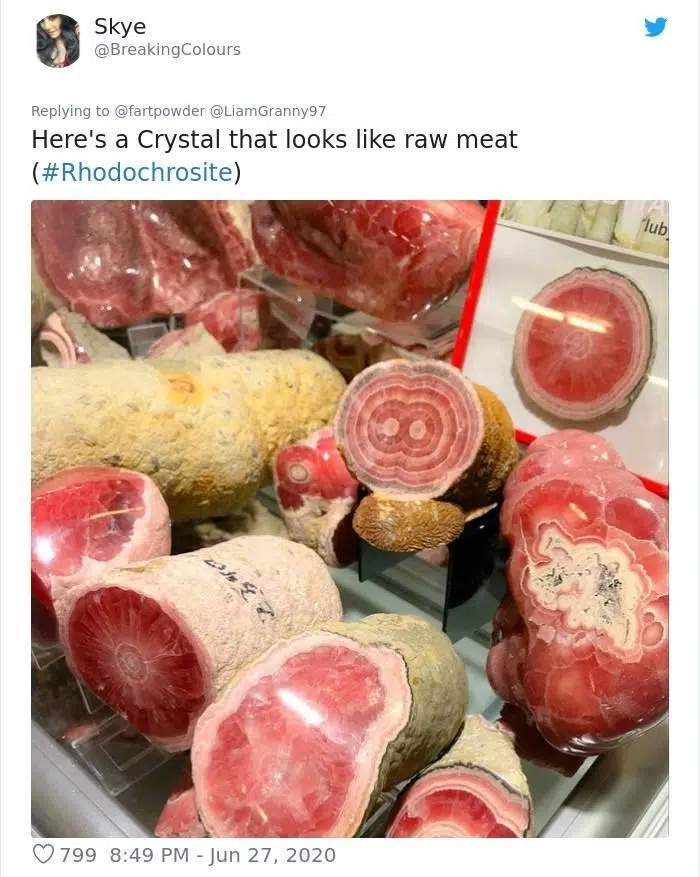 Skye
@BreakingColours
Replying to @fartpowder @LiamGranny97
Here's a Crystal that looks like raw meat
(#Rhodochrosite)
799 8:49 PM - Jun 27, 2020